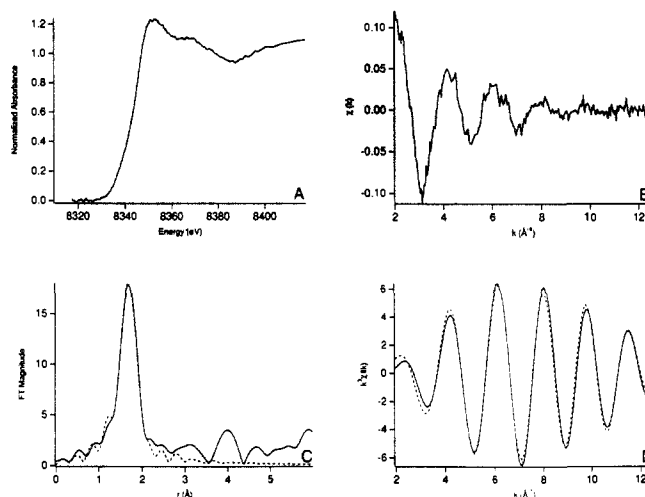 1.2
1.0
0.8
0.6
0.4
0.2
0.0
Normalized Absorbance
8320 8340 8360 8380 8400
Energy (eV)
A
0.10
0.05
0.00
-0.05
-0.10
χ (k)
2 4 6 8 10 12
k (Å⁻¹)
15
10
5
0
FT Magnitude
0 1 2 3 4 5
r (Å)
C
6
4
2
0
-2
-4
-6
k³χ(k)
2 4 6 8 10 12